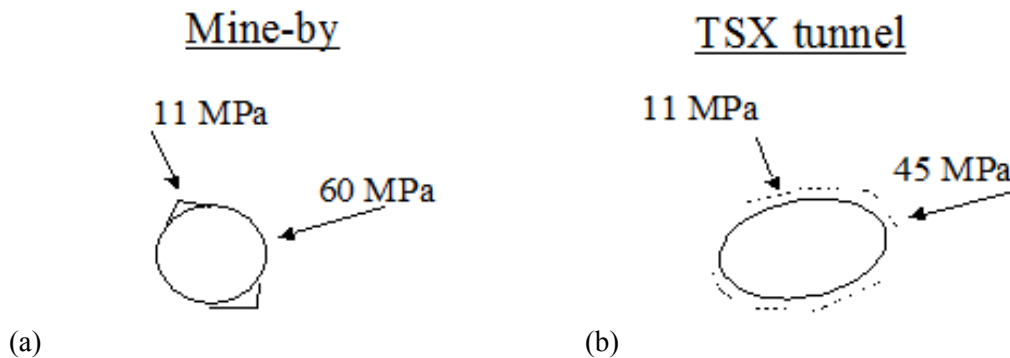 Mine-by
TSX tunnel
11 MPa
60 MPa
11 MPa
45 MPa
(a)
(b)